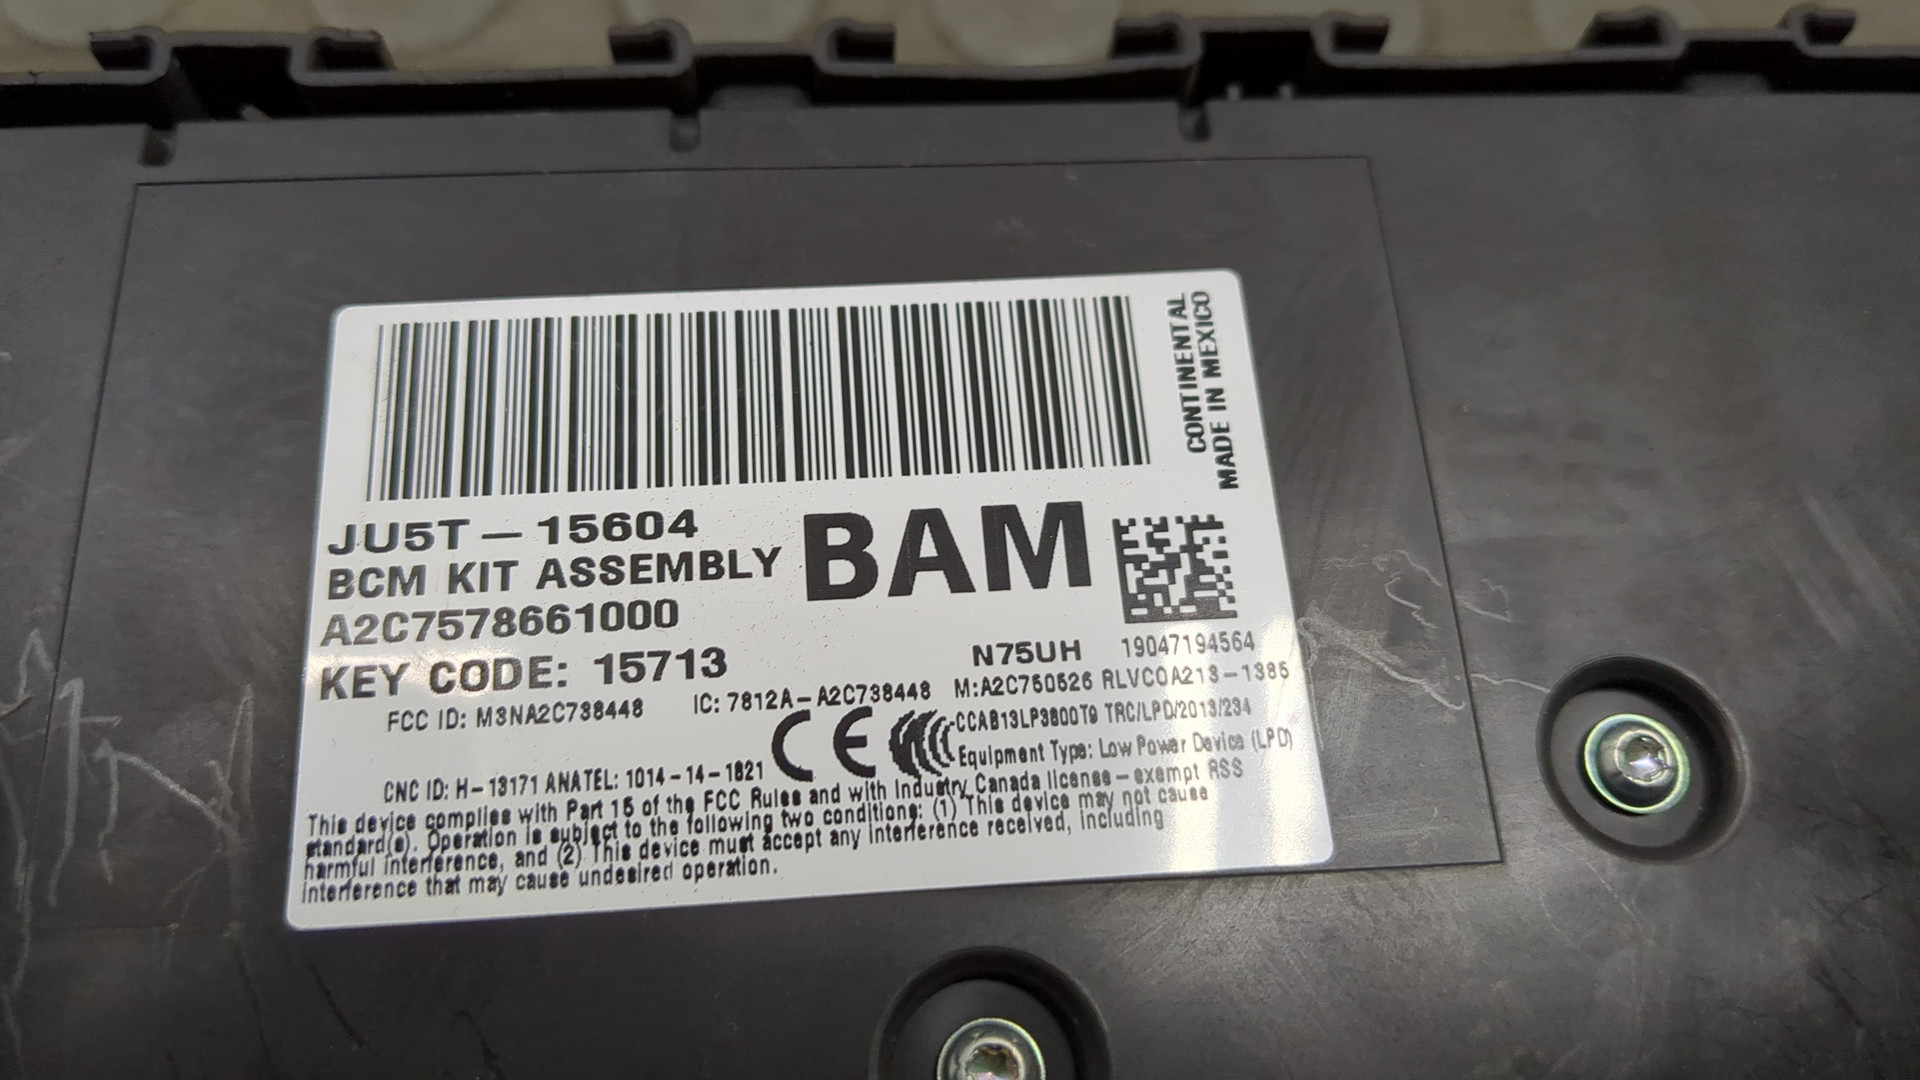 CONTINENTAL
MADE IN MEXICO
JU5T – 15604
BCM KIT ASSEMBLY
BAM
A2C7578661000
KEY CODE: 15713
N75UH 19047194564
FCC ID: M3NA2C738448 IC: 7812A-A2C738448 M:A2C750526 RLVCOA213-1385
CE CCAB13LP3800T9 TRC/LPD/2013/234
Equipment Type: Low Power Device (LPD)
CNC ID: H-13171 ANATEL: 1014-14-1821
This device complies with Part 15 of the FCC Rules and with Industry Canada license-exempt RSS
standard(s). Operation is subject to the following two conditions: (1) This device may not cause
harmful interference, and (2) This device must accept any interference received, including
interference that may cause undesired operation.